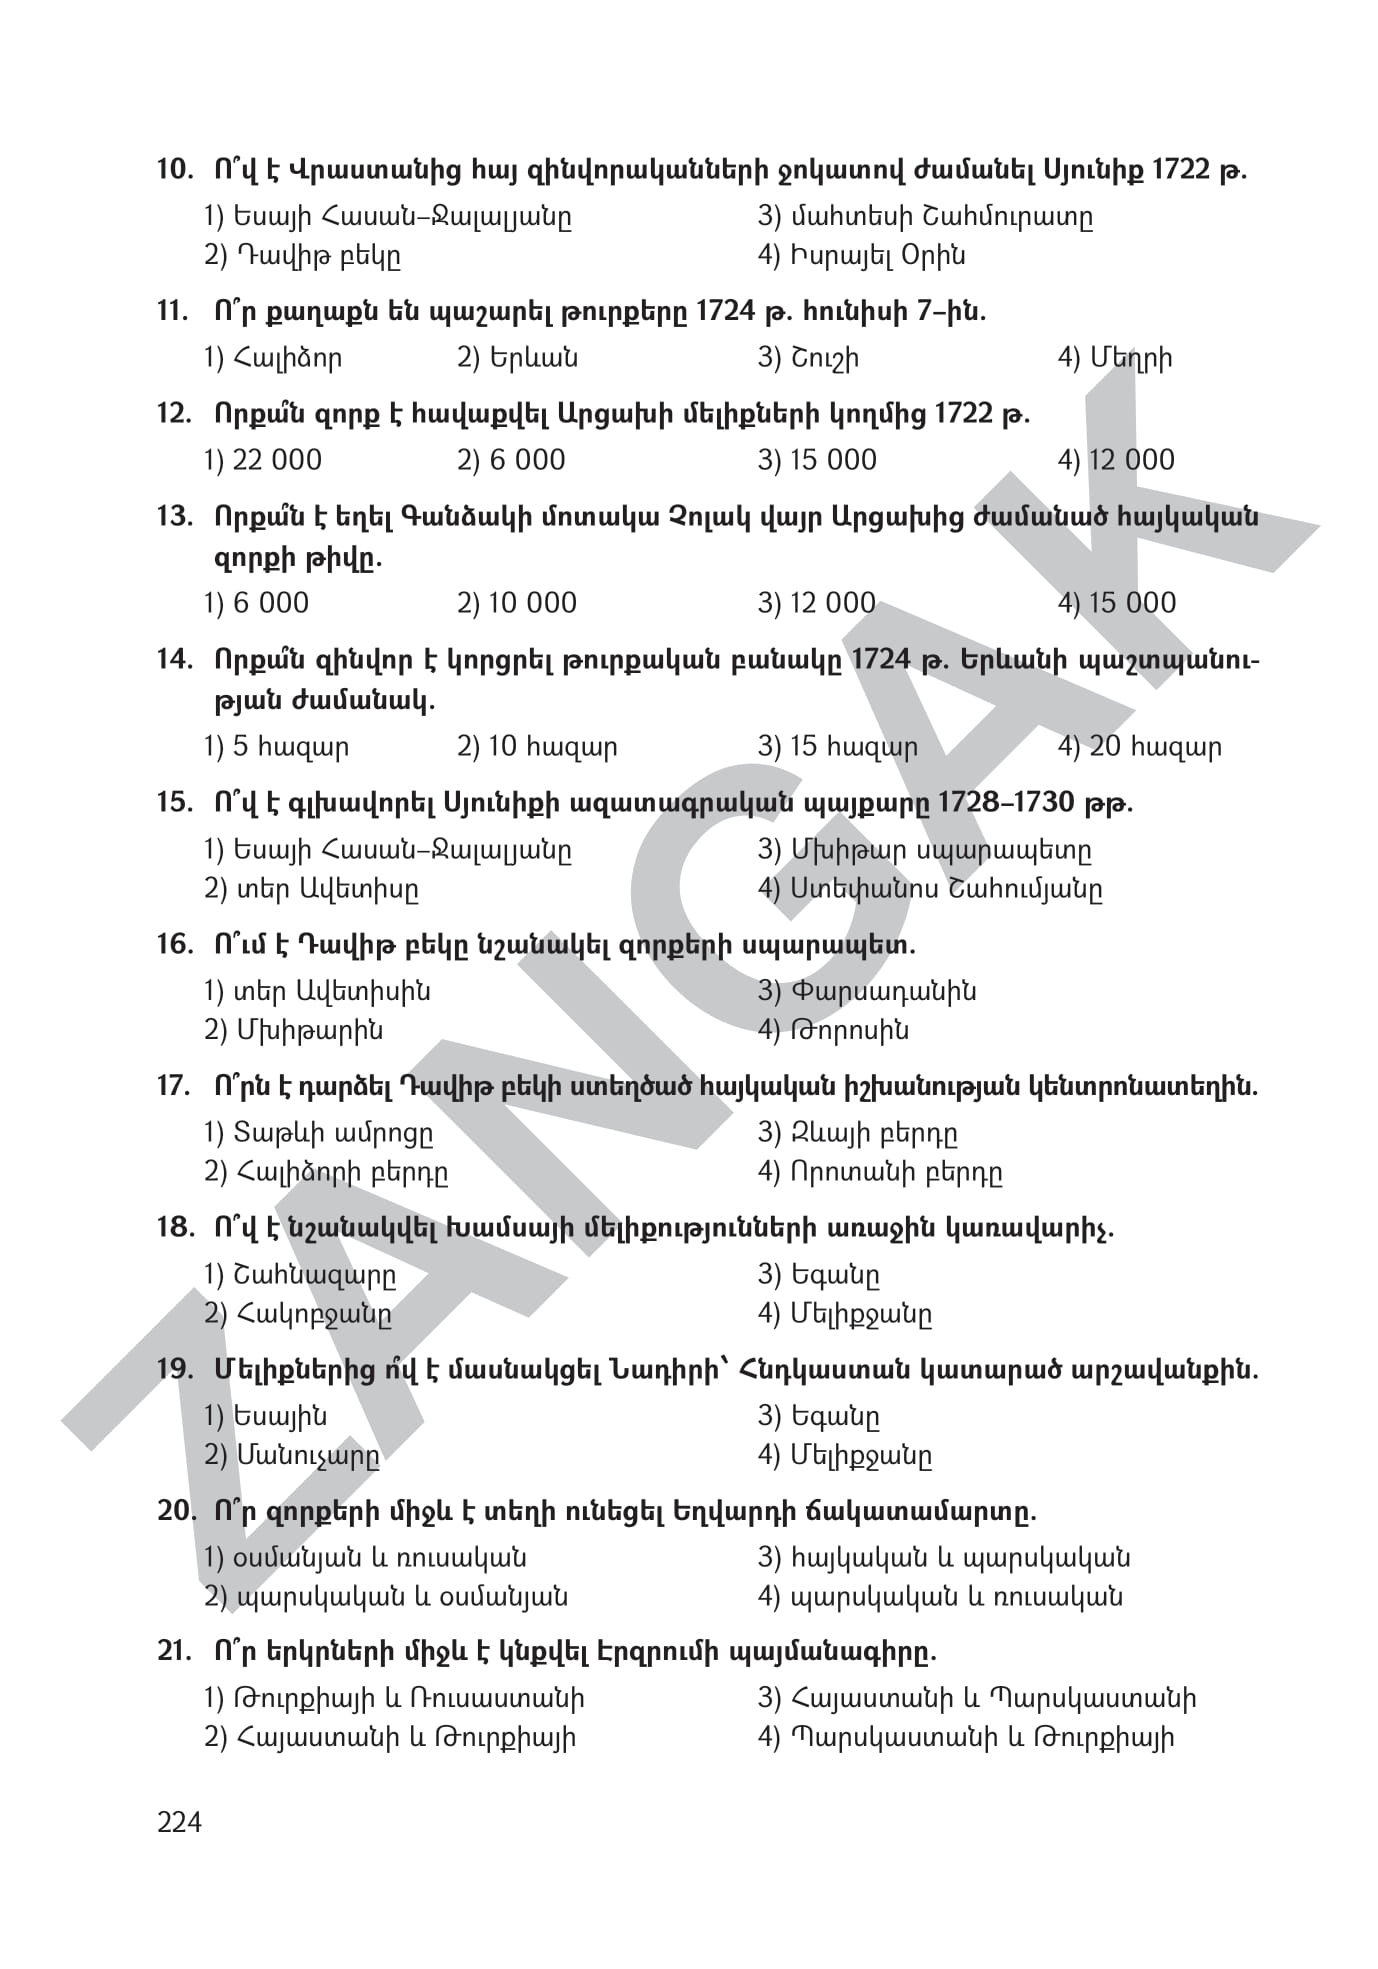 10. Ո՞վ է Վրաստանից հայ զինվորականների ջոկատով ժամանել Սյունիք 1722 թ.
1) Եսայի Հասան–Ջալալյանը 3) մահտեսի Շահմուրատը
2) Դավիթ բեկը 4) Իսրայել Օրին
11. Ո՞ր քաղաքն են պաշարել թուրքերը 1724 թ. հունիսի 7–ին.
1) Հալիձոր 2) Երևան 3) Շուշի 4) Մեղրի
12. Որքա՞ն զորք է հավաքվել Արցախի մելիքների կողմից 1722 թ.
1) 22 000 2) 6 000 3) 15 000 4) 12 000
13. Որքա՞ն է եղել Գանձակի մոտակա Չոլակ վայր Արցախից ժամանած հայկական
զորքի թիվը.
1) 6 000 2) 10 000 3) 12 000 4) 15 000
14. Որքա՞ն զինվոր է կորցրել թուրքական բանակը 1724 թ. Երևանի պաշտպանու-
թյան ժամանակ.
1) 5 հազար 2) 10 հազար 3) 15 հազար 4) 20 հազար
15. Ո՞վ է գլխավորել Սյունիքի ազատագրական պայքարը 1728–1730 թթ.
1) Եսայի Հասան–Ջալալյանը 3) Մխիթար սպարապետը
2) տեր Ավետիսը 4) Ստեփանոս Շահումյանը
16. Ո՞ւմ է Դավիթ բեկը նշանակել զորքերի սպարապետ.
1) տեր Ավետիսին 3) Փարսադանին
2) Մխիթարին 4) Թորոսին
17. Ո՞րն է դարձել Դավիթ բեկի ստեղծած հայկական իշխանության կենտրոնատեղին.
1) Տաթևի ամրոցը 3) Զևայի բերդը
2) Հալիձորի բերդը 4) Որոտանի բերդը
18. Ո՞վ է նշանակվել Խամսայի մելիքությունների առաջին կառավարիչ.
1) Շահնազարը 3) Եգանը
2) Հակոբջանը 4) Մելիքջանը
19. Մելիքներից ո՞վ է մասնակցել Նադիրի՝ Հնդկաստան կատարած արշավանքին.
1) Եսային 3) Եգանը
2) Մանուչարը 4) Մելիքջանը
20. Ո՞ր զորքերի միջև է տեղի ունեցել Եղվարդի ճակատամարտը.
1) օսմանյան և ռուսական 3) հայկական և պարսկական
2) պարսկական և օսմանյան 4) պարսկական և ռուսական
21. Ո՞ր երկրների միջև է կնքվել Էրզրումի պայմանագիրը.
1) Թուրքիայի և Ռուսաստանի 3) Հայաստանի և Պարսկաստանի
2) Հայաստանի և Թուրքիայի 4) Պարսկաստանի և Թուրքիայի
224
ZANGAK